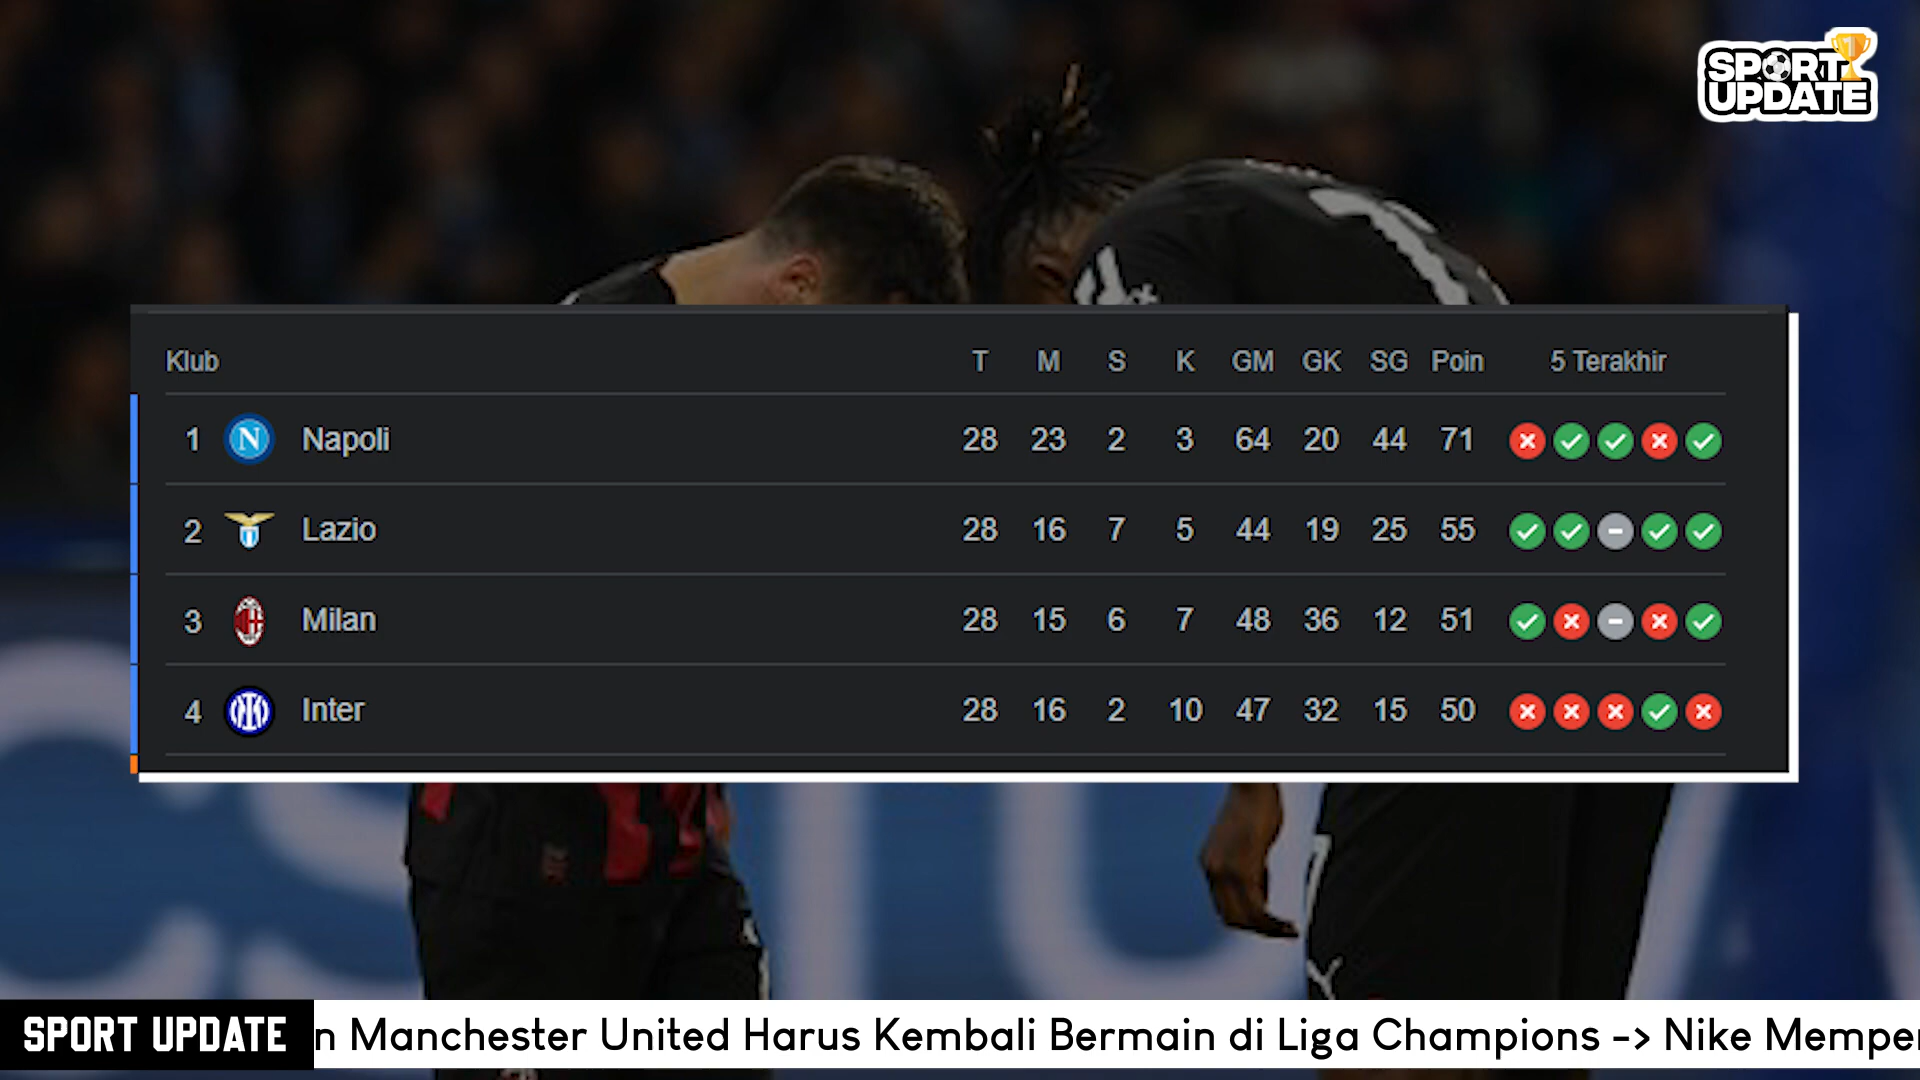 SPORT
UPDATE
Klub T M S K GM GK SG Poin 5 Terakhir
1 N Napoli 28 23 2 3 64 20 44 71
2 Lazio 28 16 7 5 44 19 25 55
3 Milan 28 15 6 7 48 36 12 51
4 Inter 28 16 2 10 47 32 15 50
SPORT UPDATE n Manchester United Harus Kembali Bermain di Liga Champions -> Nike Memper